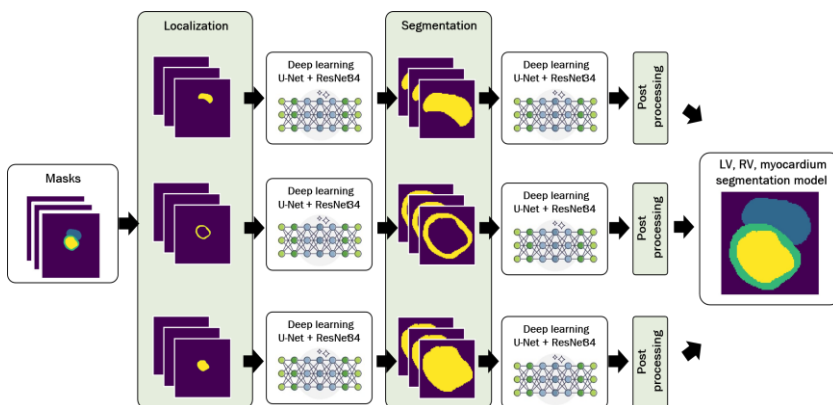 Localization
Segmentation
Deep learning
U-Net + ResNet34
Deep learning
U-Net + ResNet34
Post
processing
Masks
Deep learning
U-Net + ResNet34
Deep learning
U-Net + ResNet34
Post
processing
LV, RV, myocardium
segmentation model
Deep learning
U-Net + ResNet34
Deep learning
U-Net + ResNet34
Post
processing